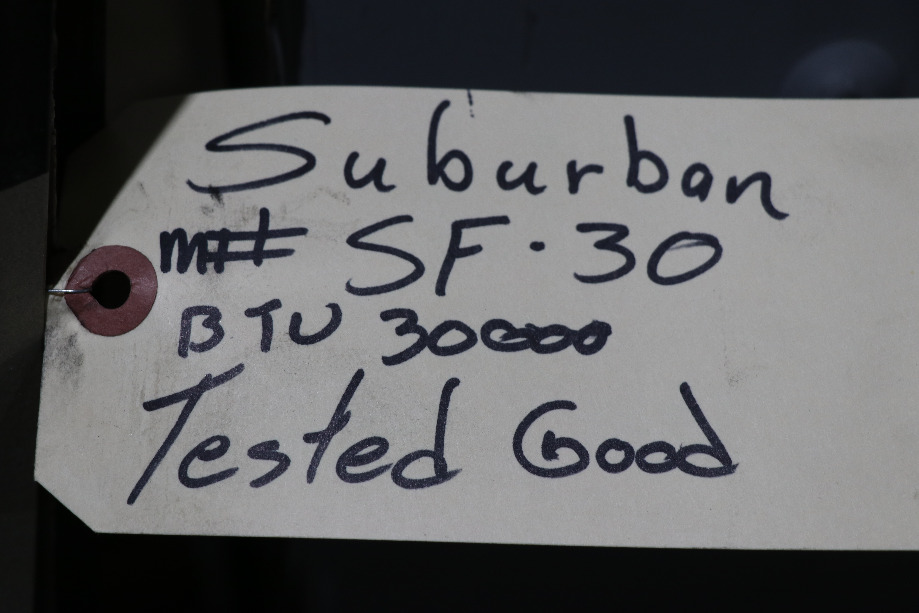 Suburban
m# SF-30
BTU 30000
Tested Good